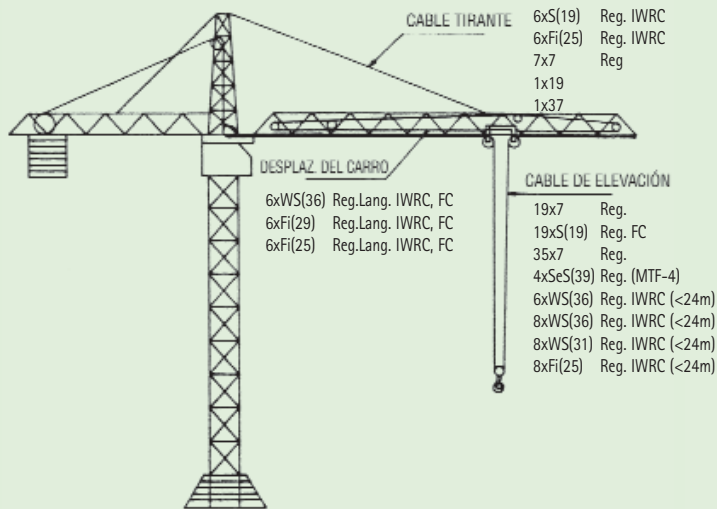 CABLE TIRANTE
6xS(19) Reg. IWRC
6xFi(25) Reg. IWRC
7x7 Reg
1x19
1x37
DESPLAZ. DEL CARRO
6xWS(36) Reg.Lang. IWRC, FC
6xFi(29) Reg.Lang. IWRC, FC
6xFi(25) Reg.Lang. IWRC, FC
CABLE DE ELEVACIÓN
19x7 Reg.
19xS(19) Reg. FC
35x7 Reg.
4xSeS(39) Reg. (MTF-4)
6xWS(36) Reg. IWRC (<24m)
8xWS(36) Reg. IWRC (<24m)
8xWS(31) Reg. IWRC (<24m)
8xFi(25) Reg. IWRC (<24m)